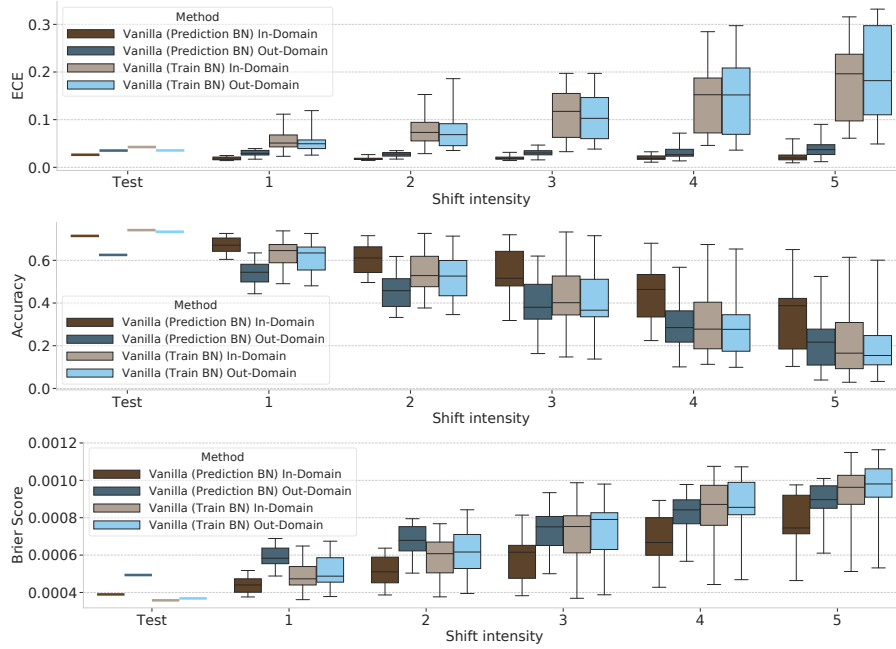 0.3
0.2
0.1
0.0
ECE
Method
Vanilla (Prediction BN) In-Domain
Vanilla (Prediction BN) Out-Domain
Vanilla (Train BN) In-Domain
Vanilla (Train BN) Out-Domain
Test 1 2 3 4 5
Shift intensity
0.6
0.4
0.2
0.0
Accuracy
Method
Vanilla (Prediction BN) In-Domain
Vanilla (Prediction BN) Out-Domain
Vanilla (Train BN) In-Domain
Vanilla (Train BN) Out-Domain
Test 1 2 3 4 5
Shift intensity
0.0012
0.0010
0.0008
0.0006
0.0004
Brier Score
Method
Vanilla (Prediction BN) In-Domain
Vanilla (Prediction BN) Out-Domain
Vanilla (Train BN) In-Domain
Vanilla (Train BN) Out-Domain
Test 1 2 3 4 5
Shift intensity